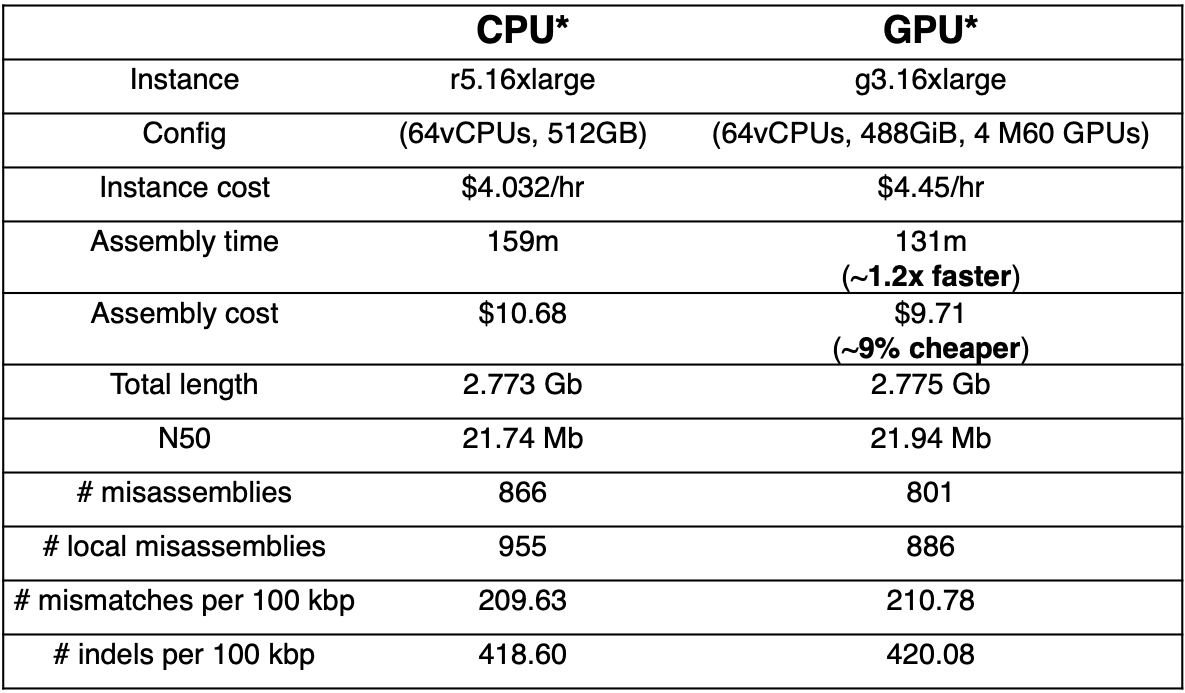 CPU* GPU*
Instance r5.16xlarge g3.16xlarge
Config (64vCPUs, 512GB) (64vCPUs, 488GiB, 4 M60 GPUs)
Instance cost $4.032/hr $4.45/hr
Assembly time 159m 131m
(~1.2x faster)
Assembly cost $10.68 $9.71
(~9% cheaper)
Total length 2.773 Gb 2.775 Gb
N50 21.74 Mb 21.94 Mb
# misassemblies 866 801
# local misassemblies 955 886
# mismatches per 100 kbp 209.63 210.78
# indels per 100 kbp 418.60 420.08